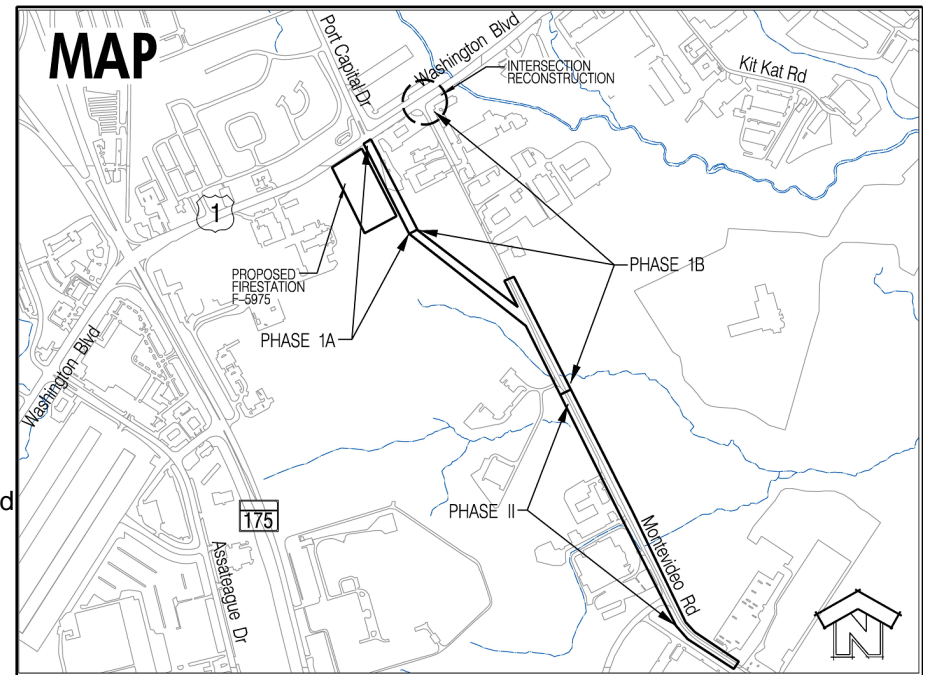 MAP
Port Capital Dr
Washington Blvd
INTERSECTION
RECONSTRUCTION
Kit Kat Rd
1
PROPOSED
FIRESTATION
F-5975
PHASE 1B
PHASE 1A
Washington Blvd
d
175
PHASE II
Montevideo Rd
Assateague Dr
N